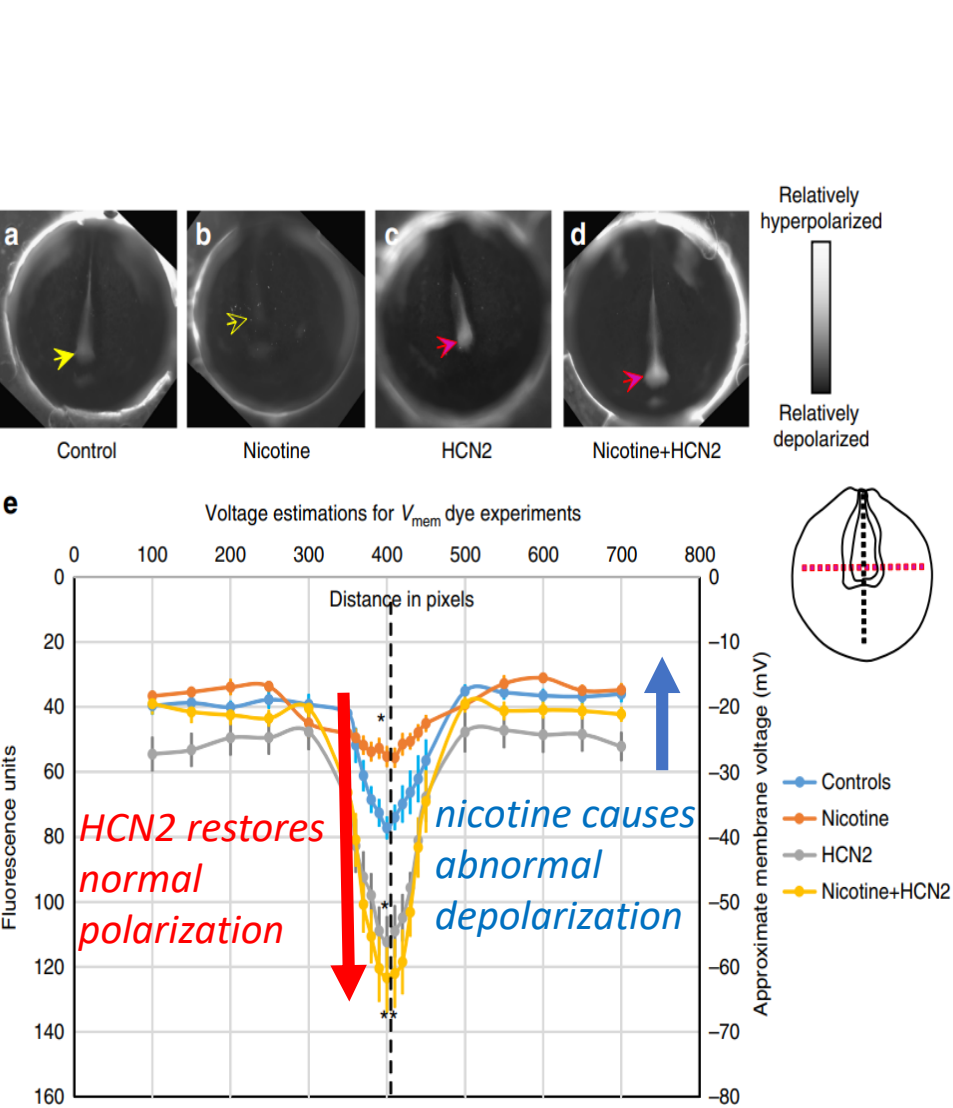 Relatively
hyperpolarized
a
b
c
d
Relatively
depolarized
Control
Nicotine
HCN2
Nicotine+HCN2
e
Voltage estimations for Vmem dye experiments
0 100 200 300 400 500 600 700 800
Distance in pixels
0
20
40
60
80
100
120
140
160
Fluorescence units
0
–10
–20
–30
–40
–50
–60
–70
–80
Approximate membrane voltage (mV)
*
*
**
HCN2 restores
normal
polarization
nicotine causes
abnormal
depolarization
Controls
Nicotine
HCN2
Nicotine+HCN2